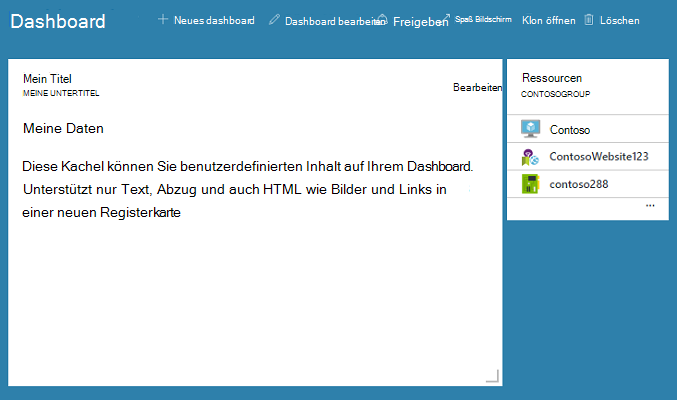 Dashboard
Neues dashboard
Dashboard bearbeiten
Freigeben
Spaß Bildschirm
Klon öffnen
Löschen
Mein Titel
MEINE UNTERTITEL
Bearbeiten
Meine Daten
Diese Kachel können Sie benutzerdefinierten Inhalt auf Ihrem Dashboard.
Unterstützt nur Text, Abzug und auch HTML wie Bilder und Links in
einer neuen Registerkarte
Ressourcen
CONTOSOGROUP
Contoso
ContosoWebsite123
contoso288
...